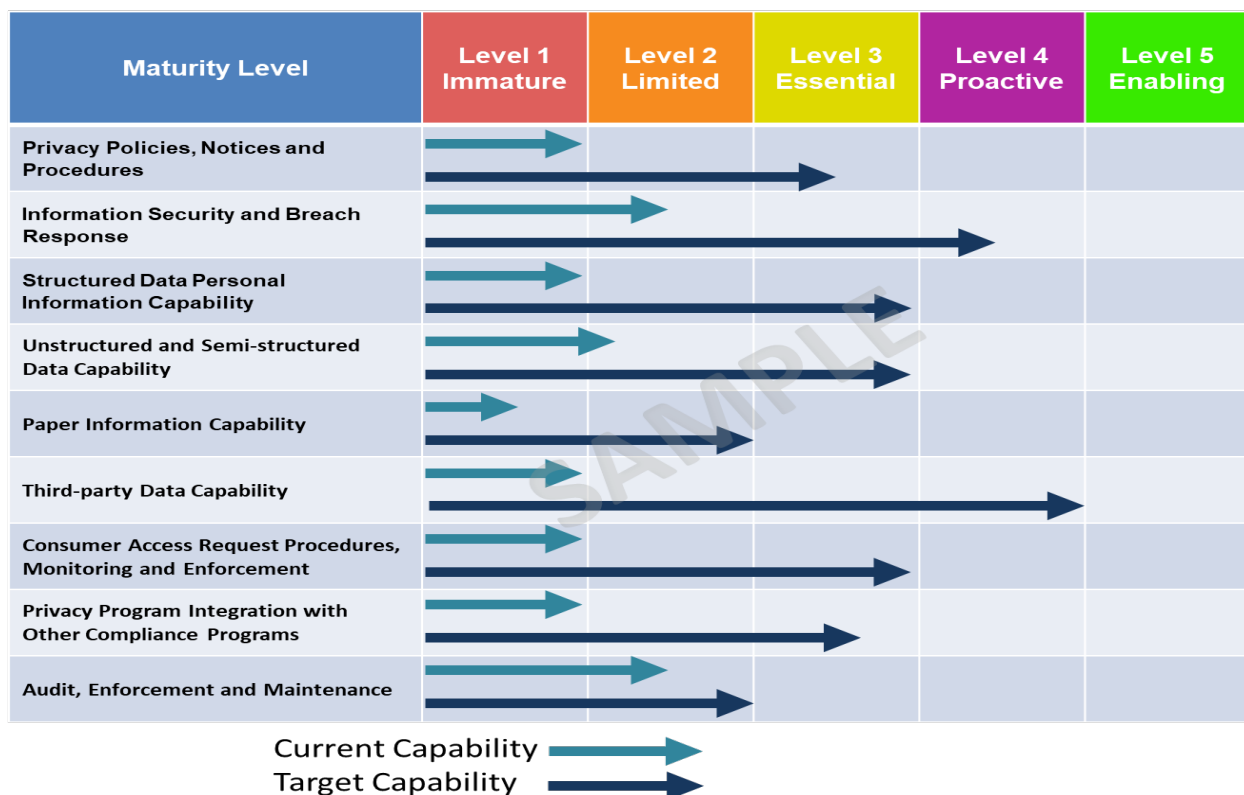 Maturity Level
Level 1
Immature
Level 2
Limited
Level 3
Essential
Level 4
Proactive
Level 5
Enabling
Privacy Policies, Notices and
Procedures
Information Security and Breach
Response
Structured Data Personal
Information Capability
Unstructured and Semi-structured
Data Capability
Paper Information Capability
Third-party Data Capability
Consumer Access Request Procedures,
Monitoring and Enforcement
Privacy Program Integration with
Other Compliance Programs
Audit, Enforcement and Maintenance
SAMPLE
Current Capability
Target Capability